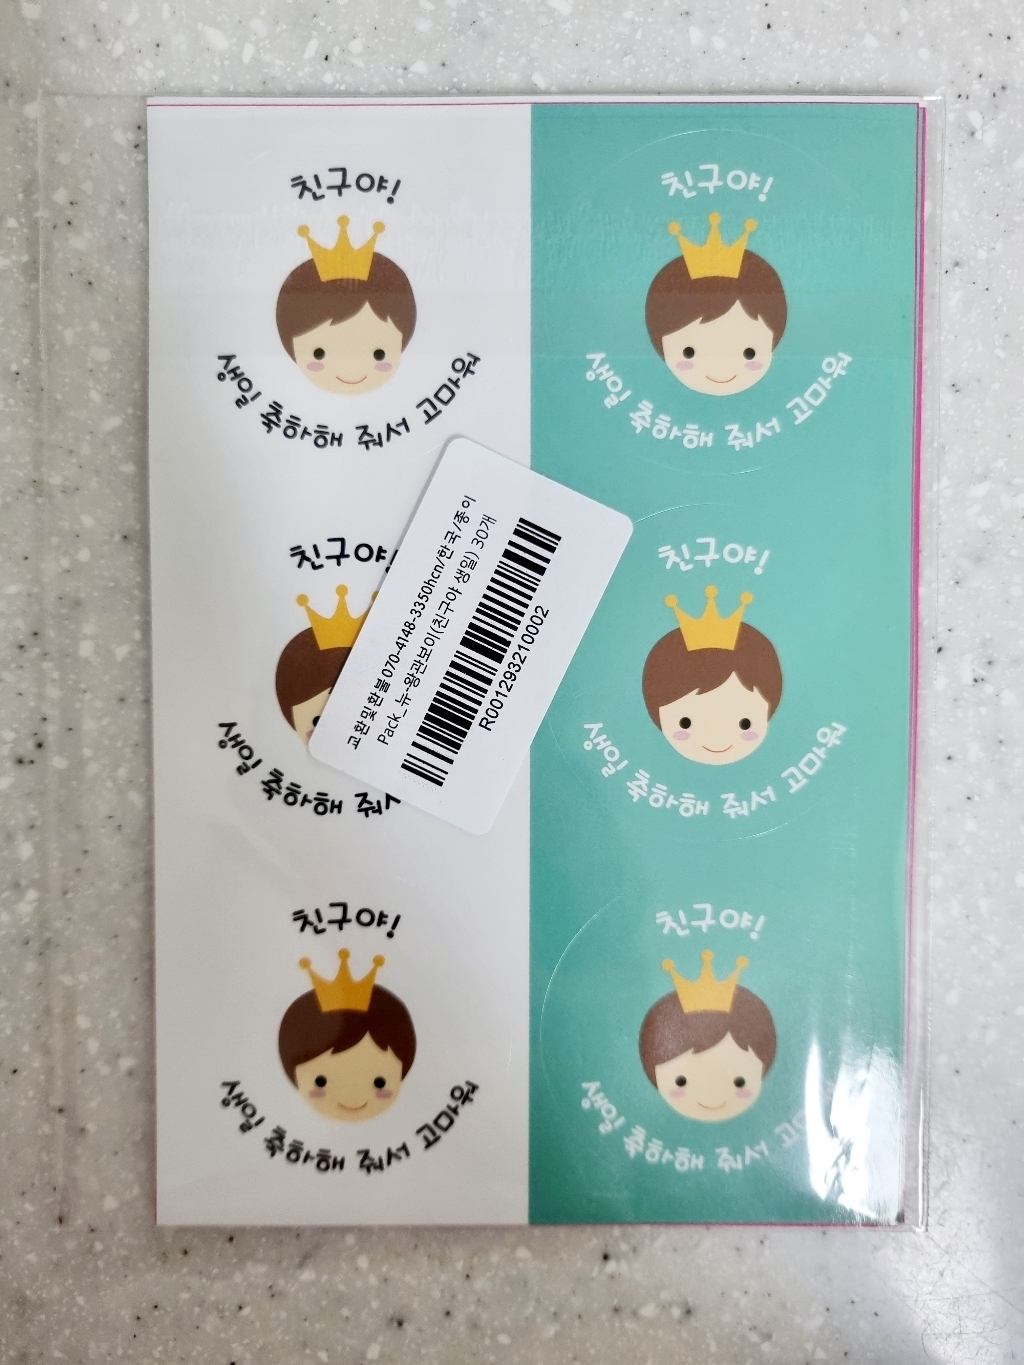 친구야!
생일 축하해 줘서 고마워
친구야!
생일 축하해 줘서 고마워
친구야!
생일 축하해 줘서
친구야!
생일 축하해 줘서 고마워
친구야!
생일 축하해 줘서 고마워
친구야!
생일 축하해 줘서 고
교환및환불 070-4148-3350hcn/한국/종이
Pack_뉴-왕관보이(친구야 생일) 30개
R001293210002